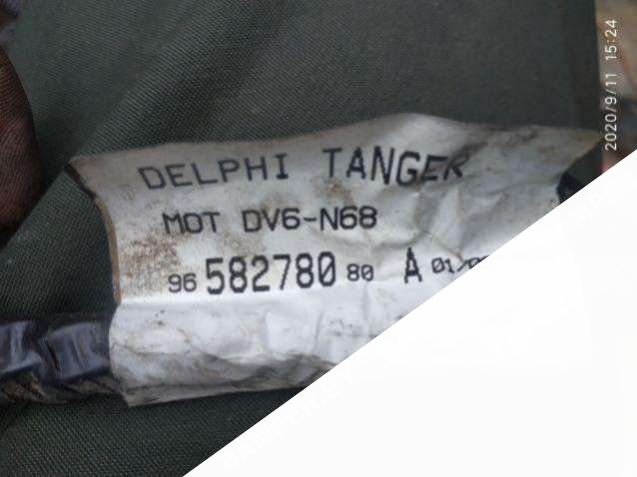 2020/9/11 15:24
DELPHI TANGER
MOT DV6-N68
96 582780 80 A